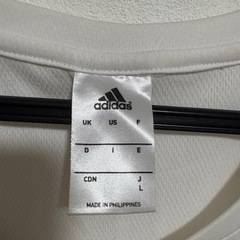 adidas
UK US F
D I E
CDN J
L
MADE IN PHILIPPINES